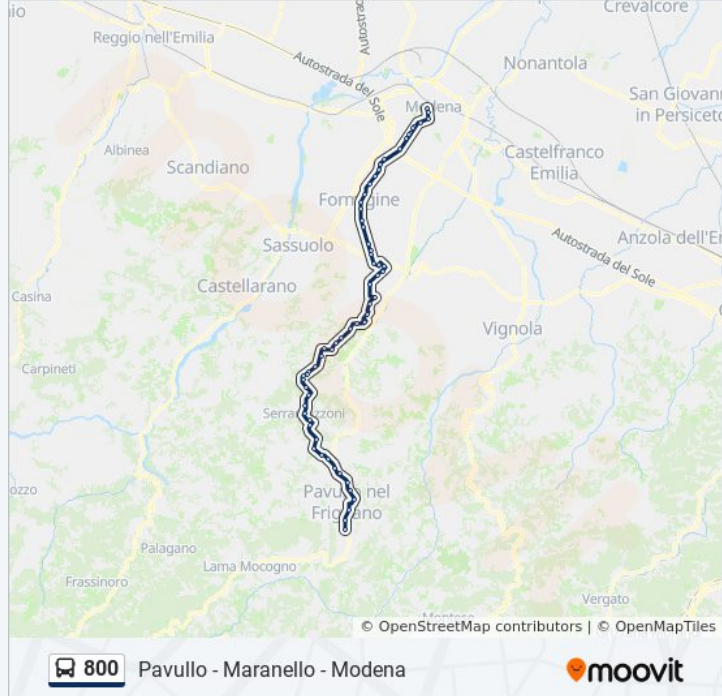 Crevalcore
Reggio nell'Emilia
Autostrada del Sole
Nonantola
San Giovanni
in Persiceto
Modena
Albinea
Scandiano
Castelfranco
Emilia
Formigine
Sassuolo
Autostrada del Sole
Anzola dell'E
Castellarano
Casina
Vignola
Carpineti
Serramazzoni
Pavullo nel
Frignano
Palagano
Lama Mocogno
Frassinoro
Vergato
© OpenStreetMap contributors | © OpenMapTiles
800 Pavullo - Maranello - Modena
moovit